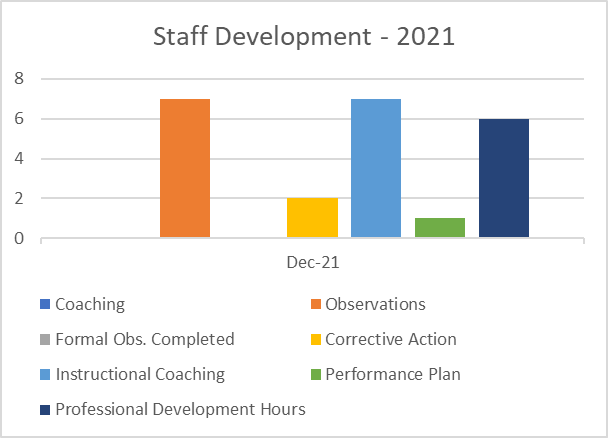 Staff Development - 2021
8
6
4
2
0
Dec-21
Coaching
Observations
Formal Obs. Completed
Corrective Action
Instructional Coaching
Performance Plan
Professional Development Hours